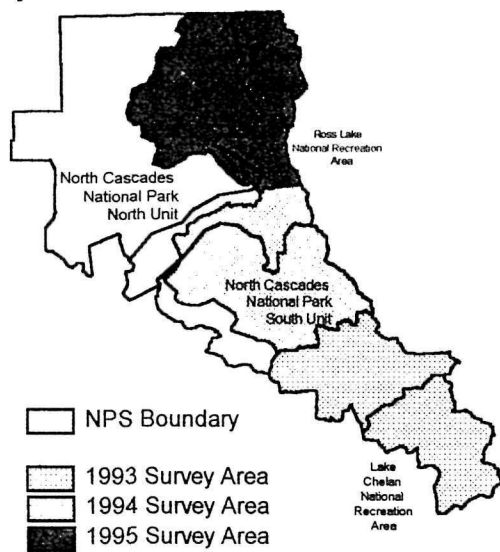 Ross Lake
National Recreation
Area
North Cascades
National Park
North Unit
North Cascades
National Park
South Unit
NPS Boundary
1993 Survey Area
1994 Survey Area
1995 Survey Area
Lake
Chelan
National
Recreation
Area